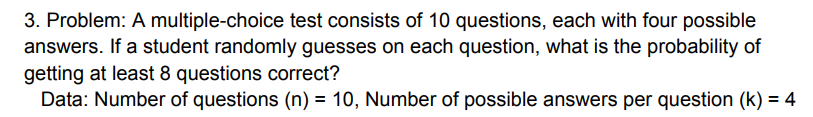 3. Problem: A multiple-choice test consists of 10 questions, each with four possible
answers. If a student randomly guesses on each question, what is the probability of
getting at least 8 questions correct?
Data: Number of questions (n) = 10, Number of possible answers per question (k) = 4